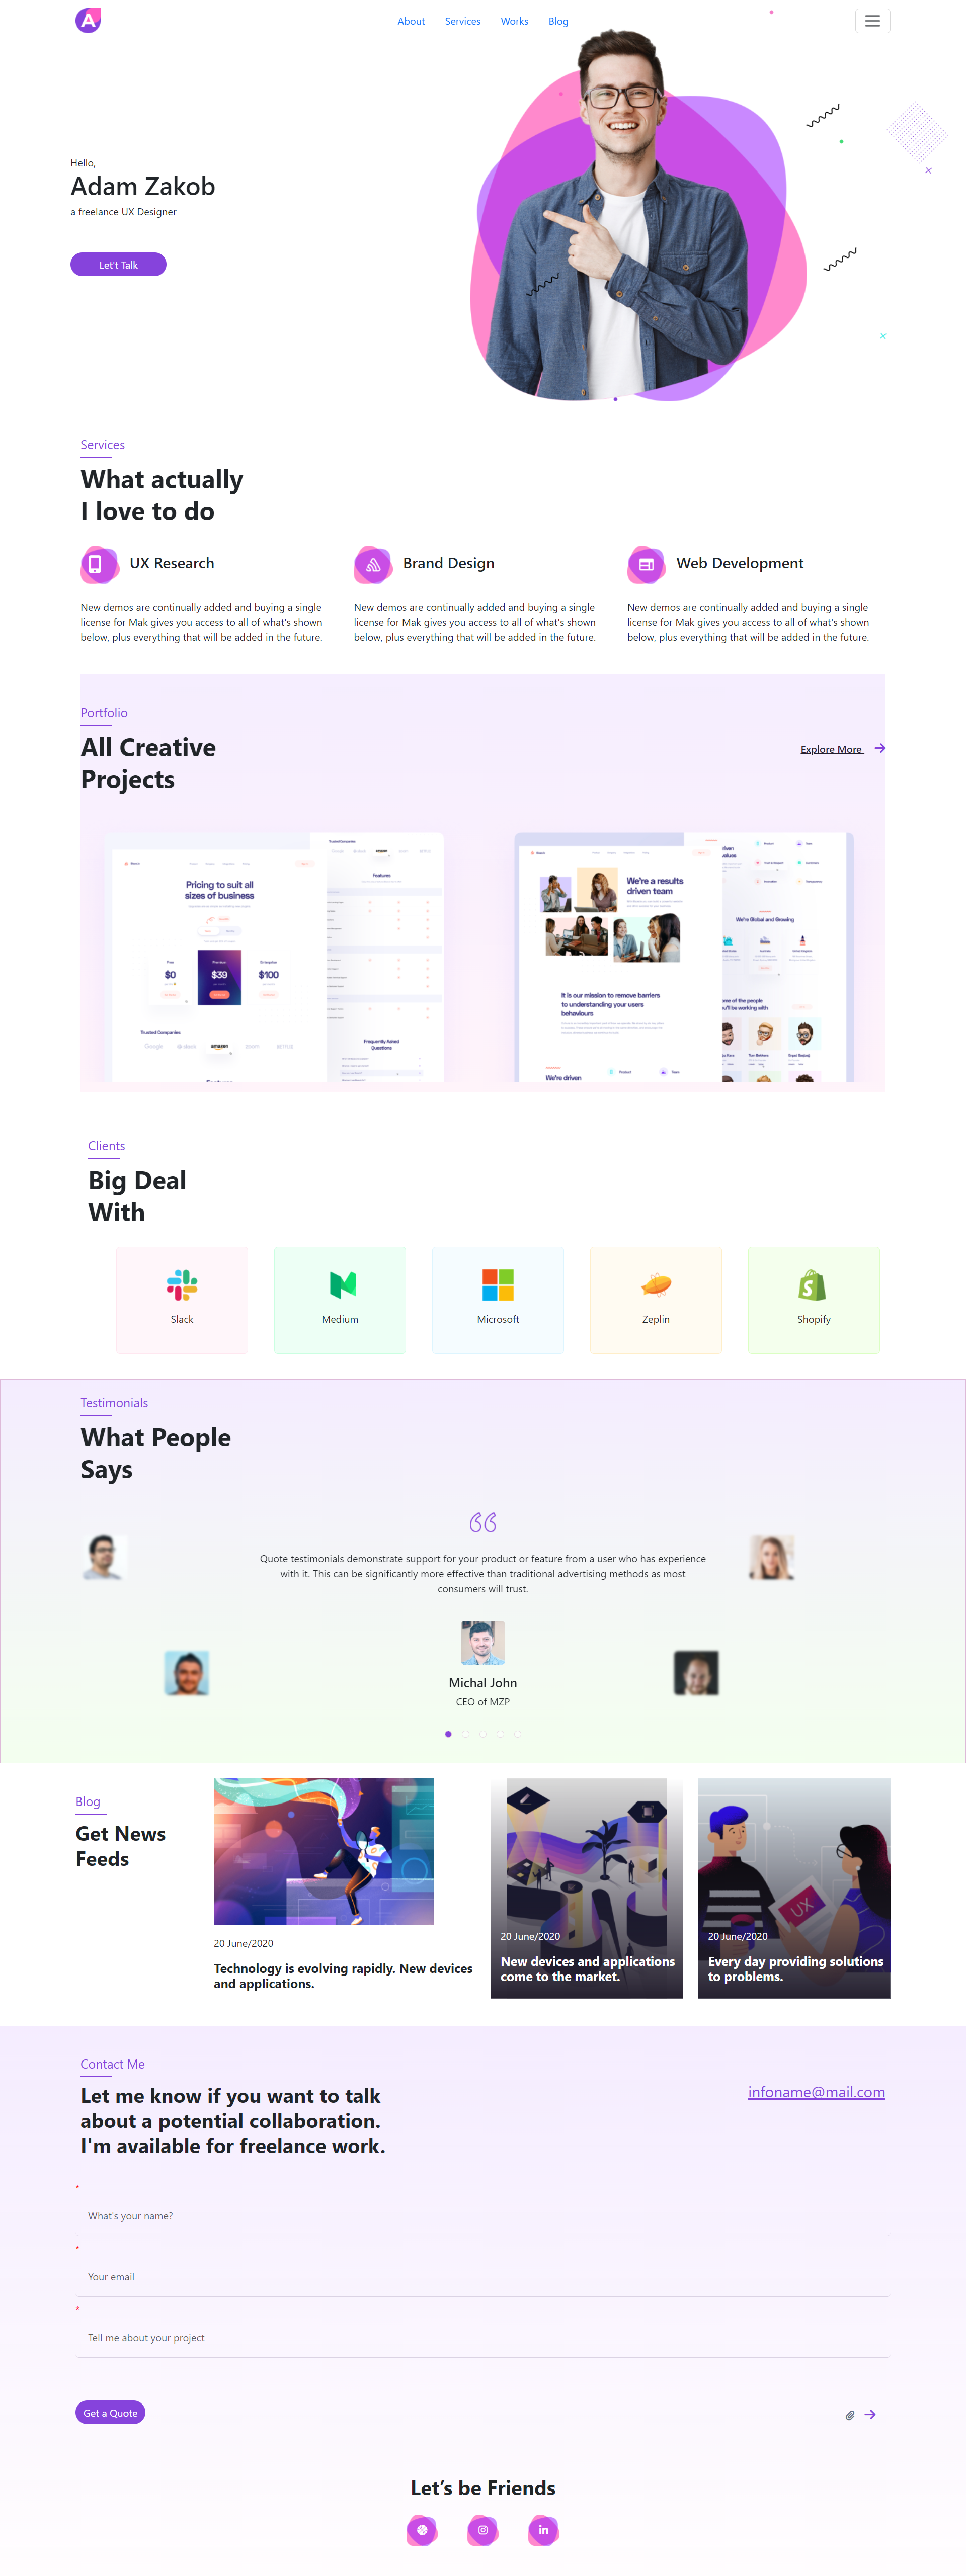 A
About Services Works Blog
Hello,
Adam Zakob
a freelance UX Designer
Let't Talk
Services
What actually
I love to do
UX Research
New demos are continually added and buying a single
license for Mak gives you access to all of what's shown
below, plus everything that will be added in the future.
Brand Design
New demos are continually added and buying a single
license for Mak gives you access to all of what's shown
below, plus everything that will be added in the future.
Web Development
New demos are continually added and buying a single
license for Mak gives you access to all of what's shown
below, plus everything that will be added in the future.
Portfolio
All Creative
Projects
Explore More
Trusted Companies
Features
Pricing to suit all
sizes of business
Free
$0
Premium
$39
Enterprise
$100
Trusted Companies
Google slack amazon zoom NETFLIX
Frequently Asked
Questions
We're a results
driven team
We're Global and Growing
It is our mission to remove barriers
to understanding your users
behaviours
We're driven
Product Team
Clients
Big Deal
With
Slack
Medium
Microsoft
Zeplin
Shopify
Testimonials
What People
Says
Quote testimonials demonstrate support for your product or feature from a user who has experience
with it. This can be significantly more effective than traditional advertising methods as most
consumers will trust.
Michal John
CEO of MZP
Blog
Get News
Feeds
20 June/2020
Technology is evolving rapidly. New devices
and applications.
20 June/2020
New devices and applications
come to the market.
UX
20 June/2020
Every day providing solutions
to problems.
Contact Me
Let me know if you want to talk
about a potential collaboration.
I'm available for freelance work.
infoname@mail.com
*
What's your name?
*
Your email
*
Tell me about your project
Get a Quote
Let’s be Friends
in